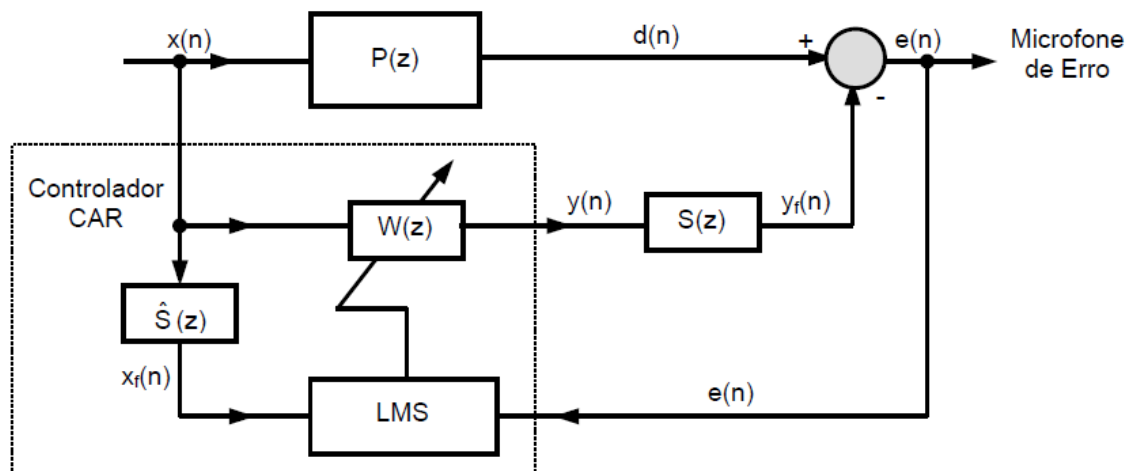 x(n)
P(z)
d(n)
+
e(n)
Microfone
de Erro
-
Controlador
CAR
W(z)
y(n)
S(z)
yf(n)
Ŝ(z)
xf(n)
LMS
e(n)